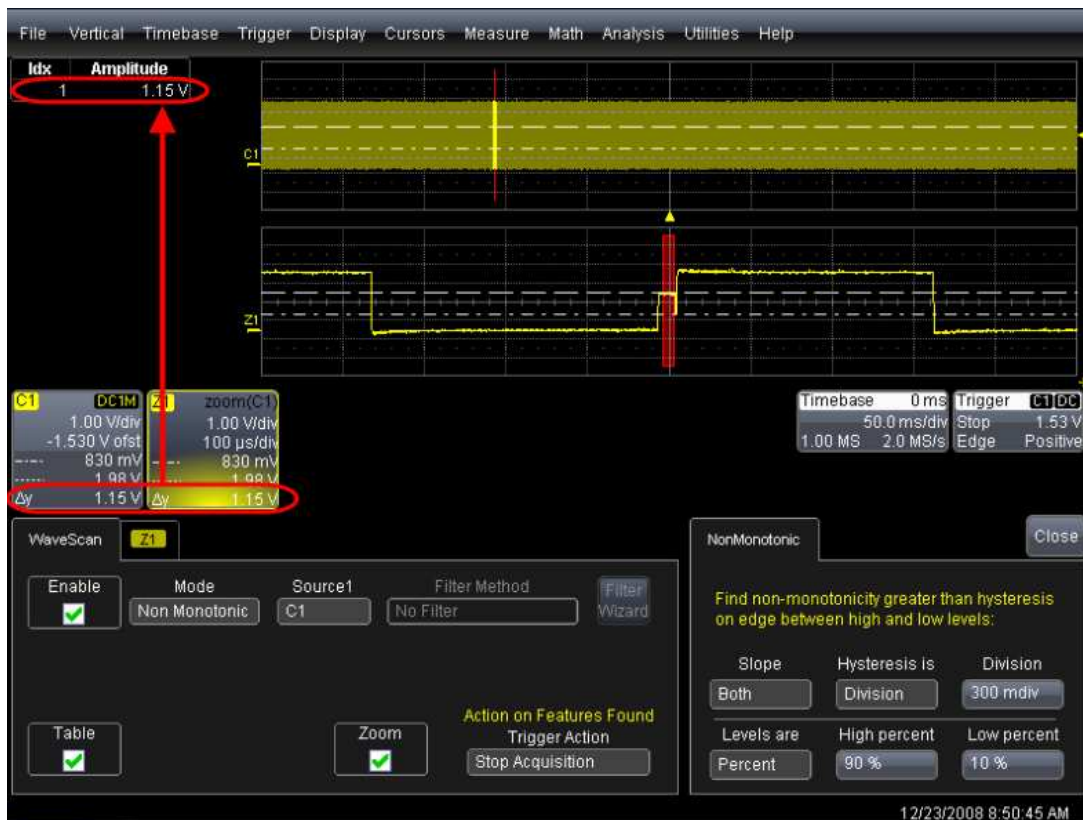 File Vertical Timebase Trigger Display Cursors Measure Math Analysis Utilities Help
Idx Amplitude
1 1.15 V
C1
Z1
C1 DC1M
1.00 V/div
-1.530 V ofst
830 mV
1.98 V
Δy 1.15 V
Z1 zoom(C1)
1.00 V/div
100 µs/div
830 mV
1.98 V
Δy 1.15 V
Timebase 0 ms
50.0 ms/div
1.00 MS 2.0 MS/s
Trigger C1 DC
Stop 1.53 V
Edge Positive
WaveScan Z1
Enable Mode Source1 Filter Method
Non Monotonic C1 No Filter Filter Wizard
Action on Features Found
Table Zoom Trigger Action
Stop Acquisition
NonMonotonic Close
Find non-monotonicity greater than hysteresis
on edge between high and low levels:
Slope Hysteresis is Division
Both Division 300 mdiv
Levels are High percent Low percent
Percent 90 % 10 %
12/23/2008 8:50:45 AM